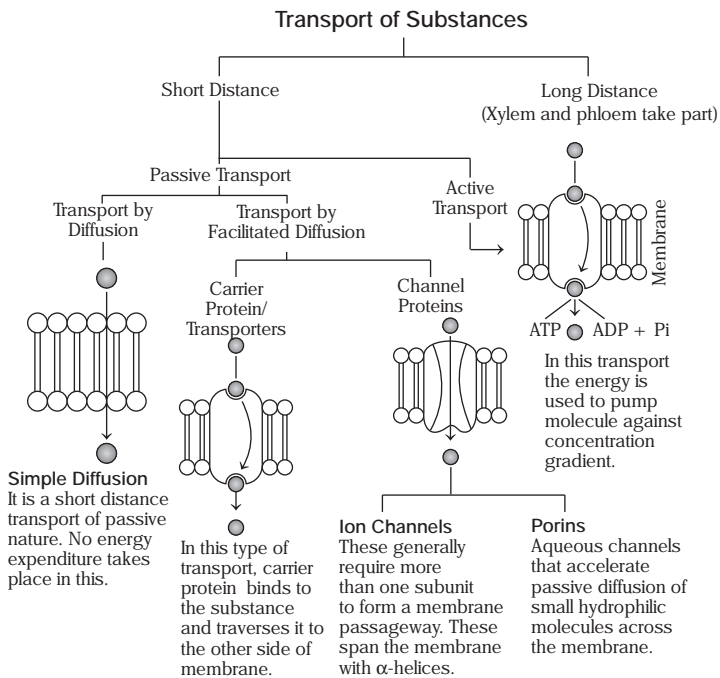 Transport of Substances
Short Distance
Long Distance
(Xylem and phloem take part)
Passive Transport
Active
Transport
Membrane
Transport by
Diffusion
Transport by
Facilitated Diffusion
Carrier
Protein/
Transporters
Channel
Proteins
ATP
ADP + Pi
In this transport
the energy is
used to pump
molecule against
concentration
gradient.
Simple Diffusion
It is a short distance
transport of passive
nature. No energy
expenditure takes
place in this.
In this type of
transport, carrier
protein binds to
the substance
and traverses it to
the other side of
membrane.
Ion Channels
These generally
require more
than one subunit
to form a membrane
passageway. These
span the membrane
with α-helices.
Porins
Aqueous channels
that accelerate
passive diffusion of
small hydrophilic
molecules across
the membrane.